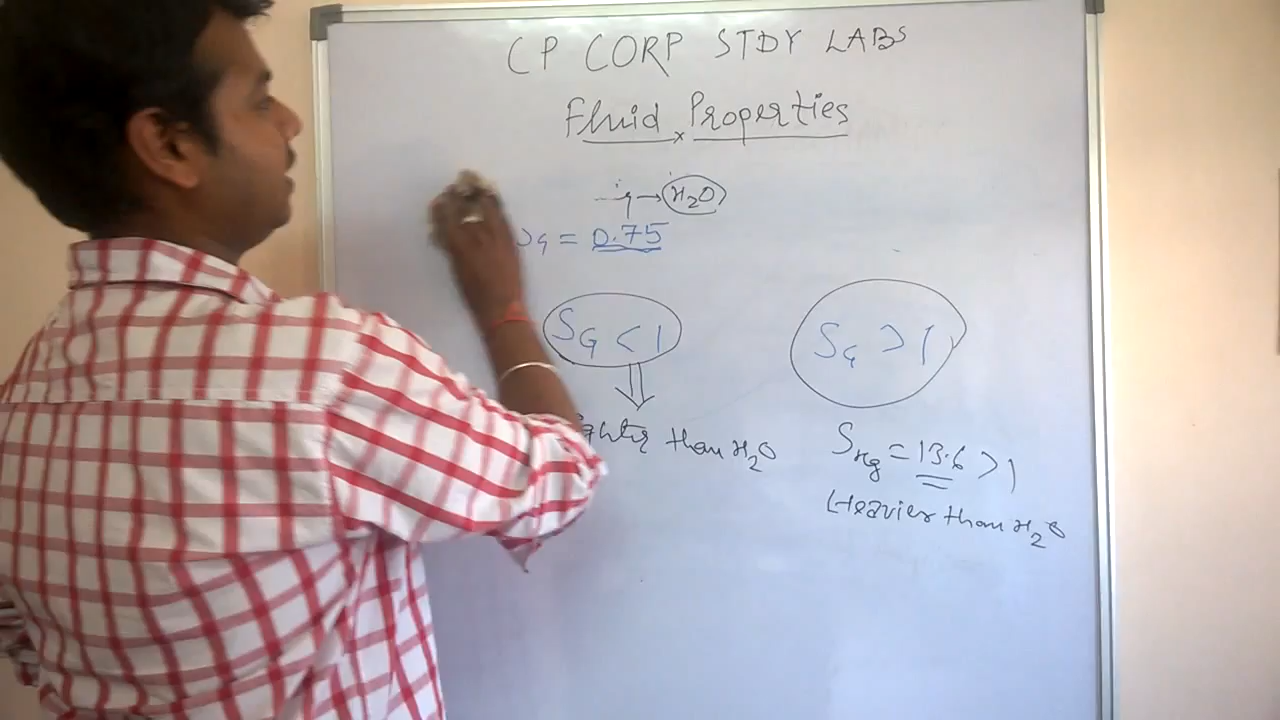 CP CORP STDY LABS
Fluid Properties
→ H₂O
G = 0.75
SG < 1
SG > 1
than H₂O
SHg = 13.6 > 1
Heavier than H₂O